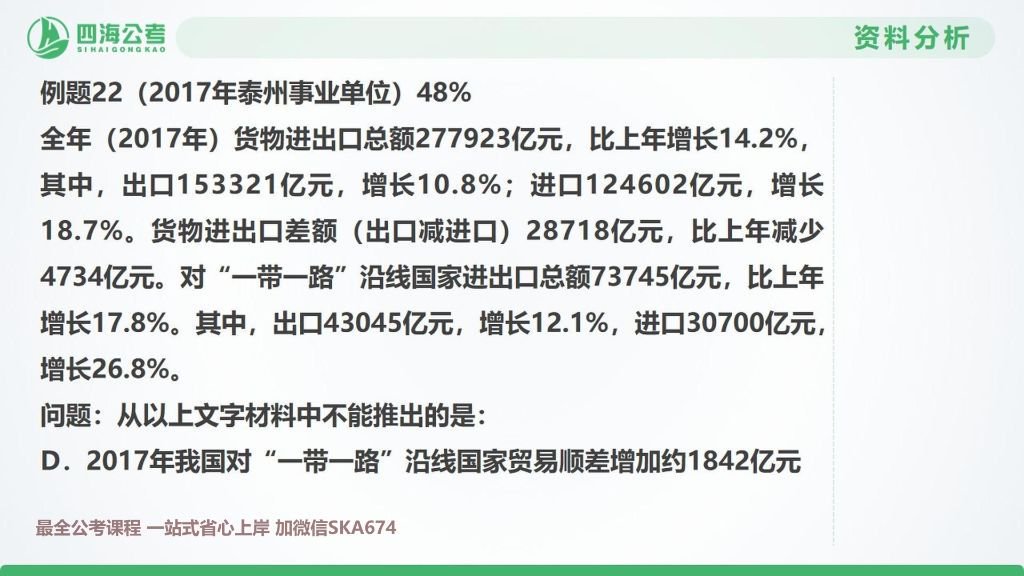 四海公考
SIHAIGONGKAO
资料分析
例题22（2017年泰州事业单位）48%
全年（2017年）货物进出口总额277923亿元，比上年增长14.2%，
其中，出口153321亿元，增长10.8%；进口124602亿元，增长
18.7%。货物进出口差额（出口减进口）28718亿元，比上年减少
4734亿元。对“一带一路”沿线国家进出口总额73745亿元，比上年
增长17.8%。其中，出口43045亿元，增长12.1%，进口30700亿元，
增长26.8%。
问题：从以上文字材料中不能推出的是：
D．2017年我国对“一带一路”沿线国家贸易顺差增加约1842亿元
最全公考课程 一站式省心上岸 加微信SKA674